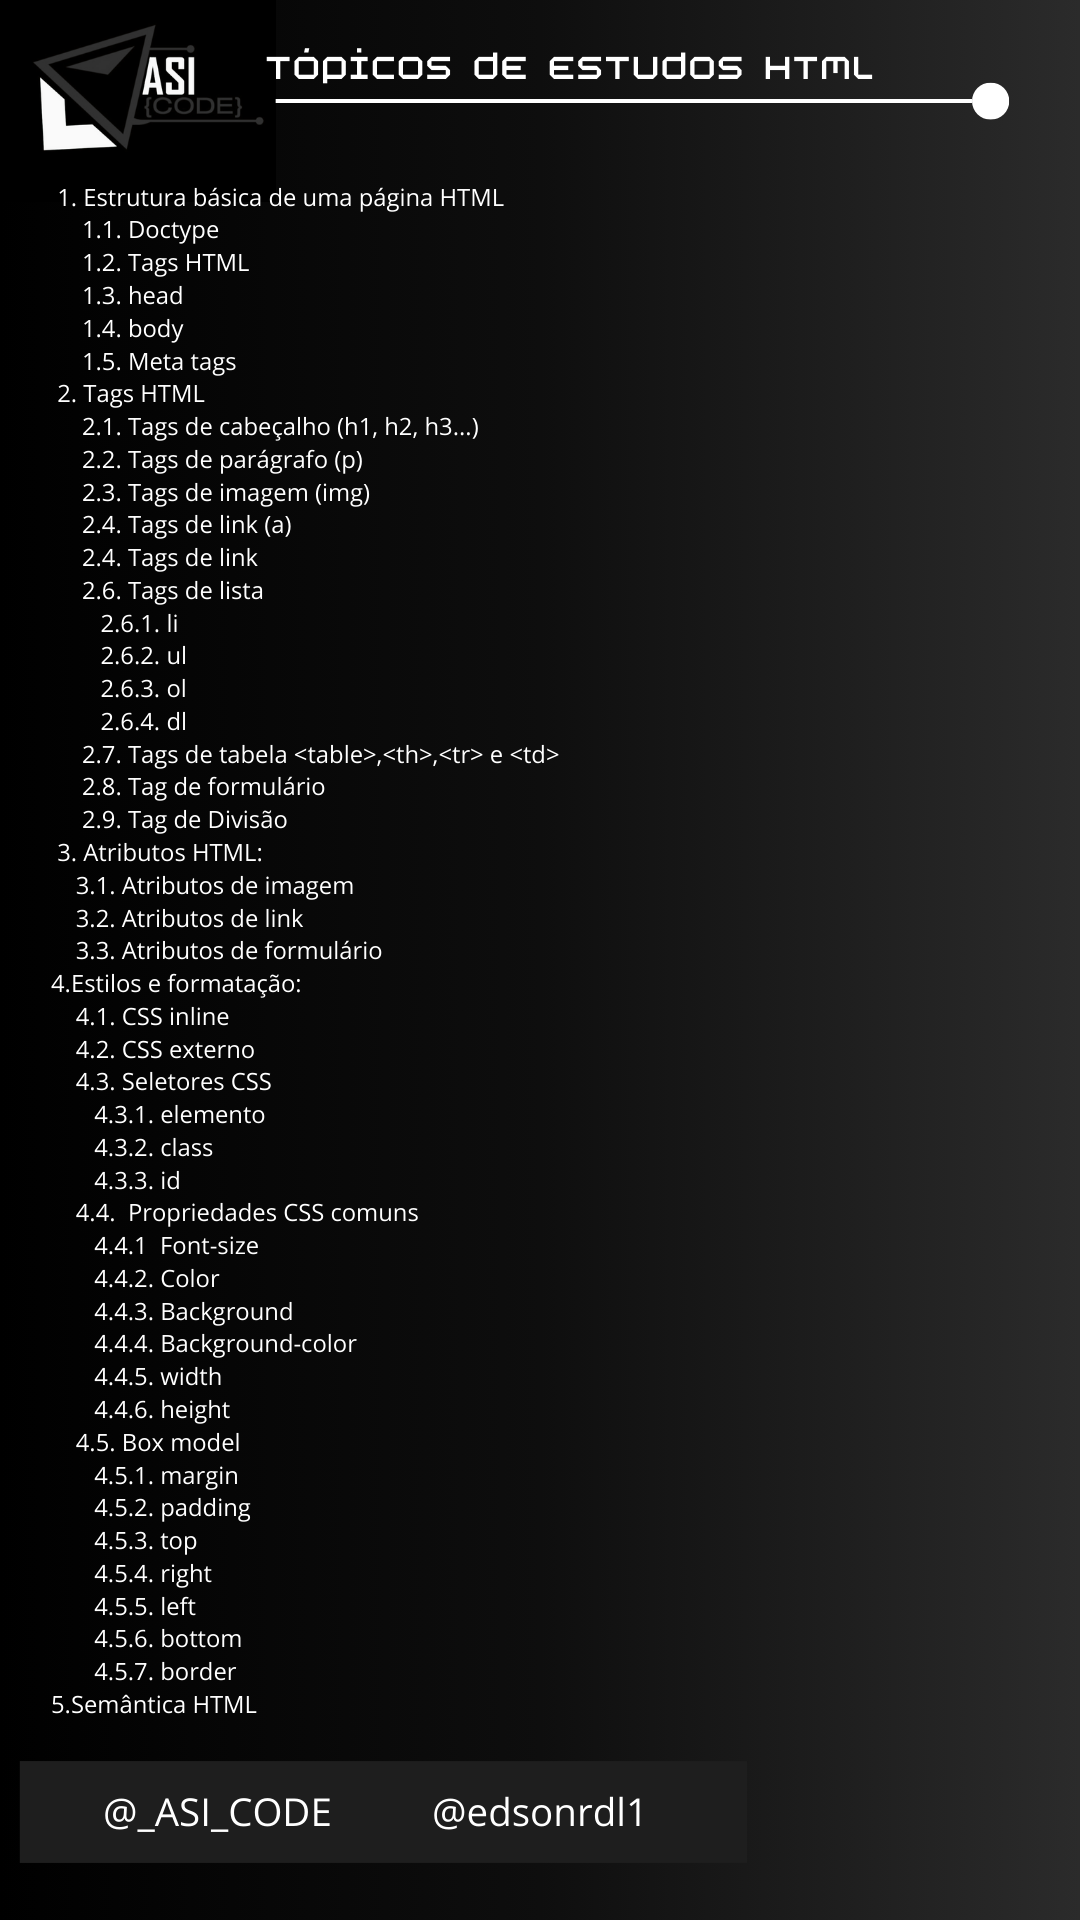 ASI
{CODE}
TÓPICOS DE ESTUDOS HTML
1. Estrutura básica de uma página HTML
1.1. Doctype
1.2. Tags HTML
1.3. head
1.4. body
1.5. Meta tags
2. Tags HTML
2.1. Tags de cabeçalho (h1, h2, h3...)
2.2. Tags de parágrafo (p)
2.3. Tags de imagem (img)
2.4. Tags de link (a)
2.4. Tags de link
2.6. Tags de lista
2.6.1. li
2.6.2. ul
2.6.3. ol
2.6.4. dl
2.7. Tags de tabela <table>,<th>,<tr> e <td>
2.8. Tag de formulário
2.9. Tag de Divisão
3. Atributos HTML:
3.1. Atributos de imagem
3.2. Atributos de link
3.3. Atributos de formulário
4.Estilos e formatação:
4.1. CSS inline
4.2. CSS externo
4.3. Seletores CSS
4.3.1. elemento
4.3.2. class
4.3.3. id
4.4.  Propriedades CSS comuns
4.4.1  Font-size
4.4.2. Color
4.4.3. Background
4.4.4. Background-color
4.4.5. width
4.4.6. height
4.5. Box model
4.5.1. margin
4.5.2. padding
4.5.3. top
4.5.4. right
4.5.5. left
4.5.6. bottom
4.5.7. border
5.Semântica HTML
@_ASI_CODE @edsonrdl1